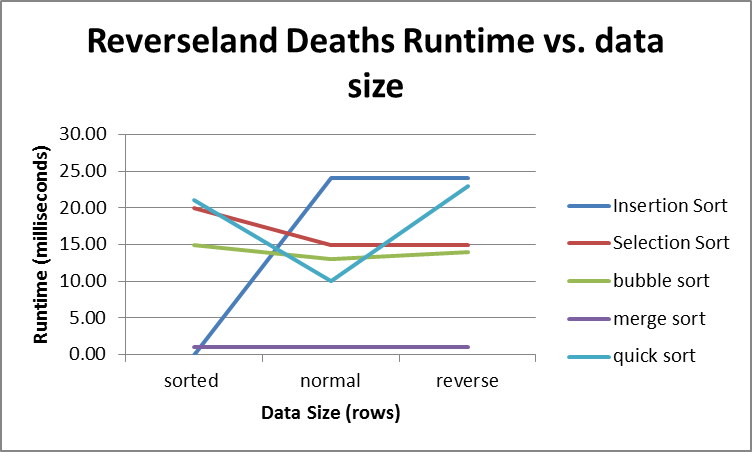 Reverseland Deaths Runtime vs. data
size
30.00
25.00
20.00
15.00
10.00
5.00
0.00
Runtime (milliseconds)
sorted normal reverse
Data Size (rows)
Insertion Sort
Selection Sort
bubble sort
merge sort
quick sort